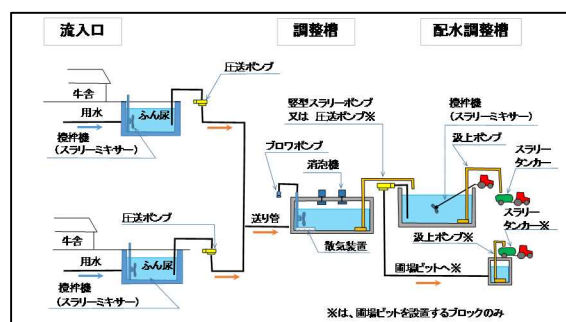 流入口
調整槽
配水調整槽
圧送ポンプ
牛舎
用水
ふん尿
攪拌機
（スラリーミキサー）
竪型スラリーポンプ
又は 圧送ポンプ※
攪拌機
（スラリーミキサー）
汲上ポンプ
スラリー
タンカー
ブロワポンプ
消泡機
圧送ポンプ
送り管
散気装置
スラリー
タンカー※
汲上ポンプ※
圃場ピットへ※
牛舎
用水
ふん尿
攪拌機
（スラリーミキサー）
※は、圃場ピットを設置するブロックのみ